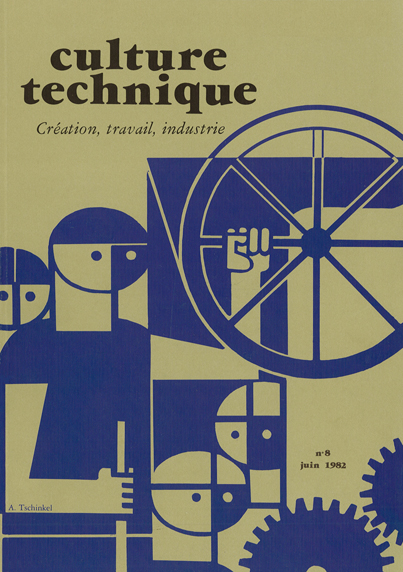 culture
technique
Création, travail, industrie
n·8
juin 1982
A. Tschinkel